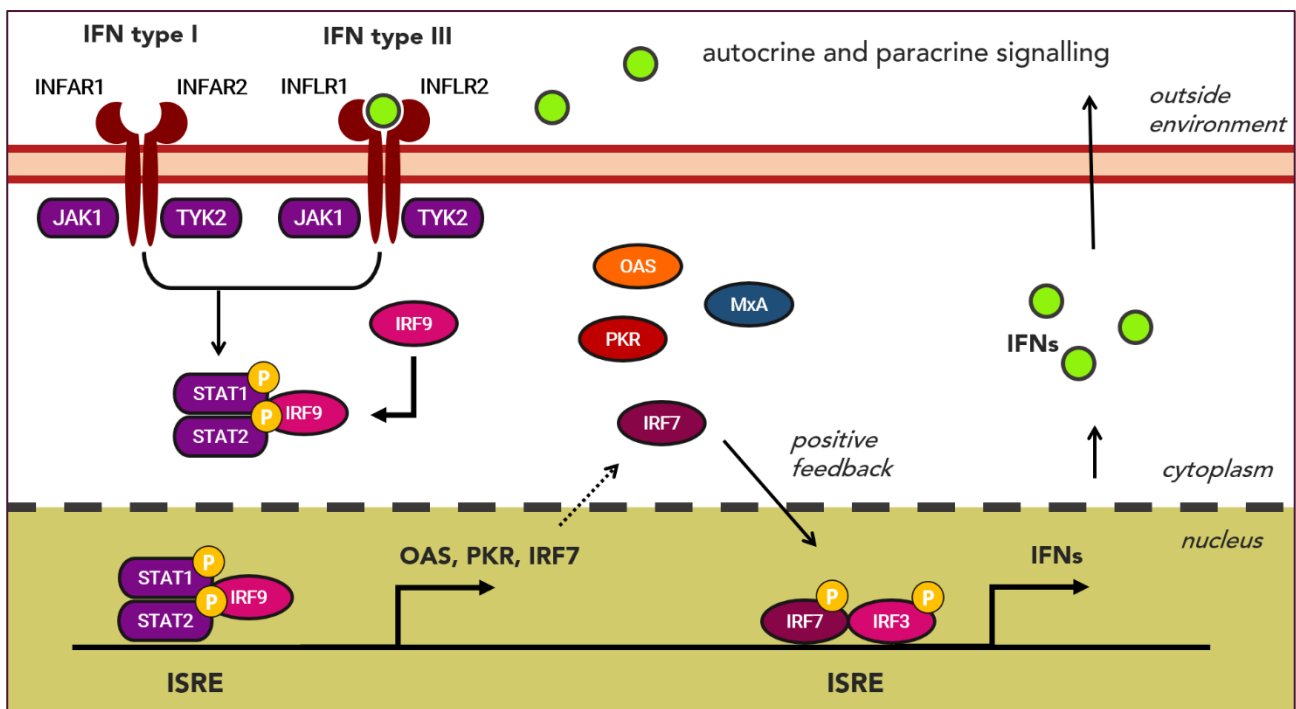 IFN type I
IFN type III
autocrine and paracrine signalling
INFAR1
INFAR2
INFLR1
INFLR2
outside
environment
JAK1
TYK2
JAK1
TYK2
OAS
MxA
IRF9
PKR
IFNs
P
STAT1
P
IRF9
STAT2
IRF7
positive
feedback
cytoplasm
nucleus
OAS, PKR, IRF7
IFNs
P
STAT1
P
IRF9
STAT2
P
P
IRF7
IRF3
ISRE
ISRE